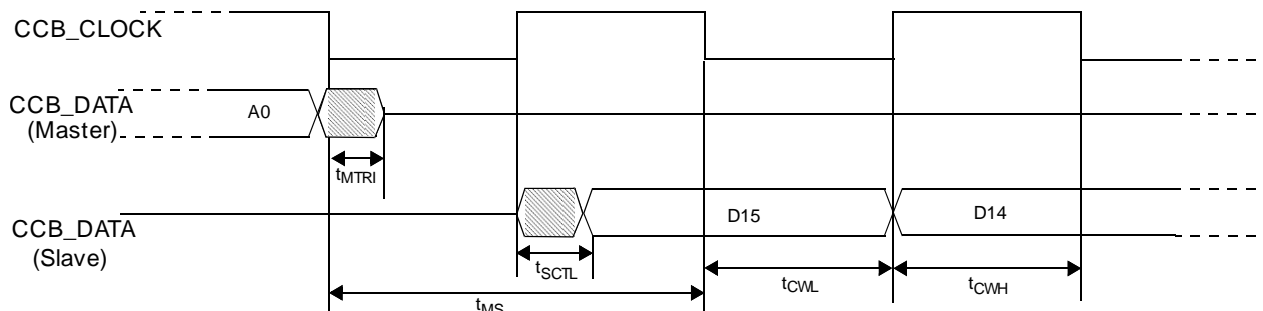 CCB_CLOCK
CCB_DATA
(Master)
A0
tMTRI
CCB_DATA
(Slave)
D15
D14
tSCTL
tCWL
tCWH
tMS